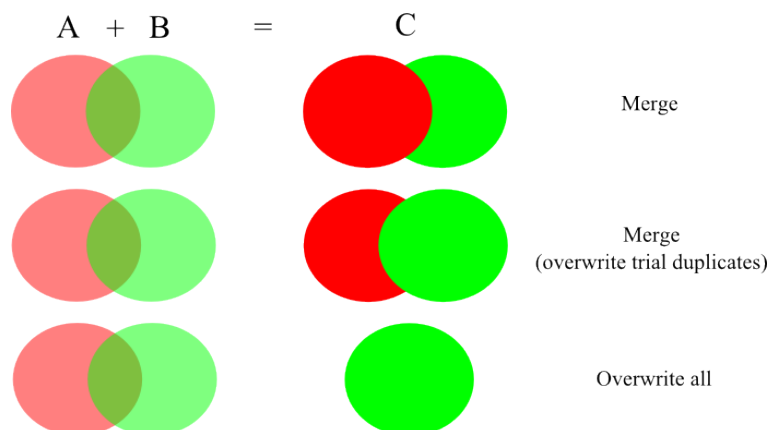 A + B = C
Merge
Merge
(overwrite trial duplicates)
Overwrite all